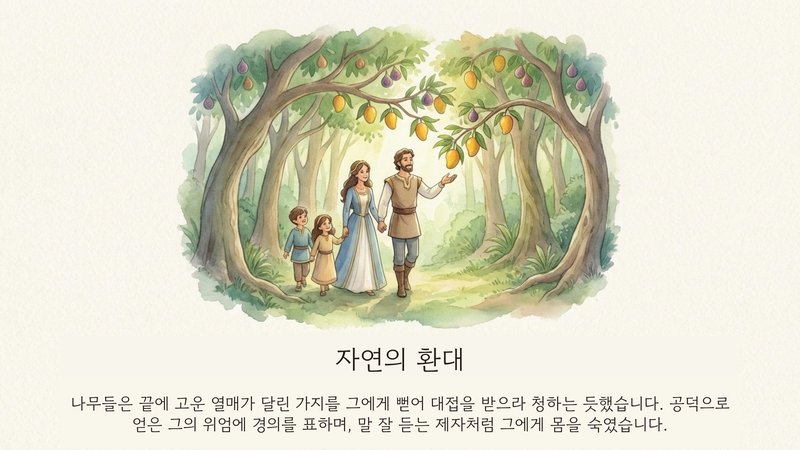 자연의 환대
나무들은 끝에 고운 열매가 달린 가지를 그에게 뻗어 대접을 받으라 청하는 듯했습니다. 공덕으로
얻은 그의 위엄에 경의를 표하며, 말 잘 듣는 제자처럼 그에게 몸을 숙였습니다.